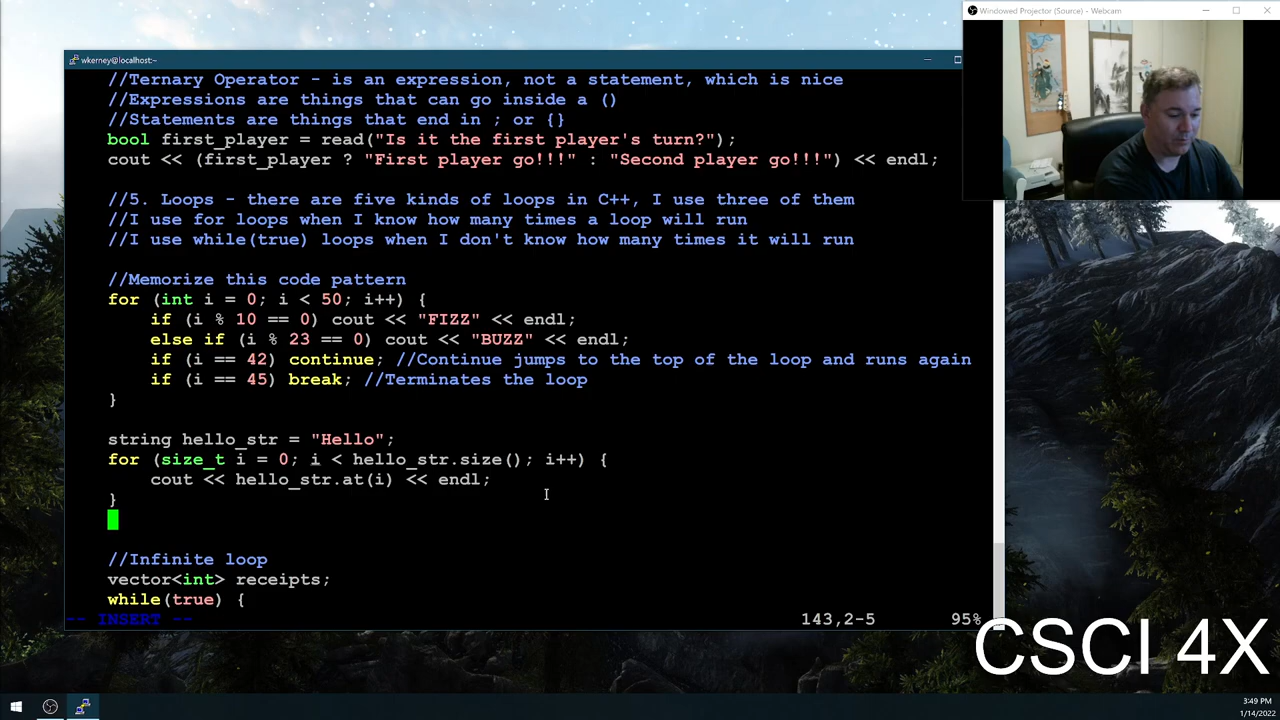 Windowed Projector (Source) - Webcam
wkerney@localhost:~
//Ternary Operator - is an expression, not a statement, which is nice
//Expressions are things that can go inside a ()
//Statements are things that end in ; or {}
bool first_player = read("Is it the first player's turn?");
cout << (first_player ? "First player go!!!" : "Second player go!!!") << endl;
//5. Loops - there are five kinds of loops in C++, I use three of them
//I use for loops when I know how many times a loop will run
//I use while(true) loops when I don't know how many times it will run
//Memorize this code pattern
for (int i = 0; i < 50; i++) {
if (i % 10 == 0) cout << "FIZZ" << endl;
else if (i % 23 == 0) cout << "BUZZ" << endl;
if (i == 42) continue; //Continue jumps to the top of the loop and runs again
if (i == 45) break; //Terminates the loop
}
string hello_str = "Hello";
for (size_t i = 0; i < hello_str.size(); i++) {
cout << hello_str.at(i) << endl;
}
//Infinite loop
vector<int> receipts;
while(true) {
-- INSERT --
143,2-5
95%
CSCI 4X
3:49 PM
1/14/2022